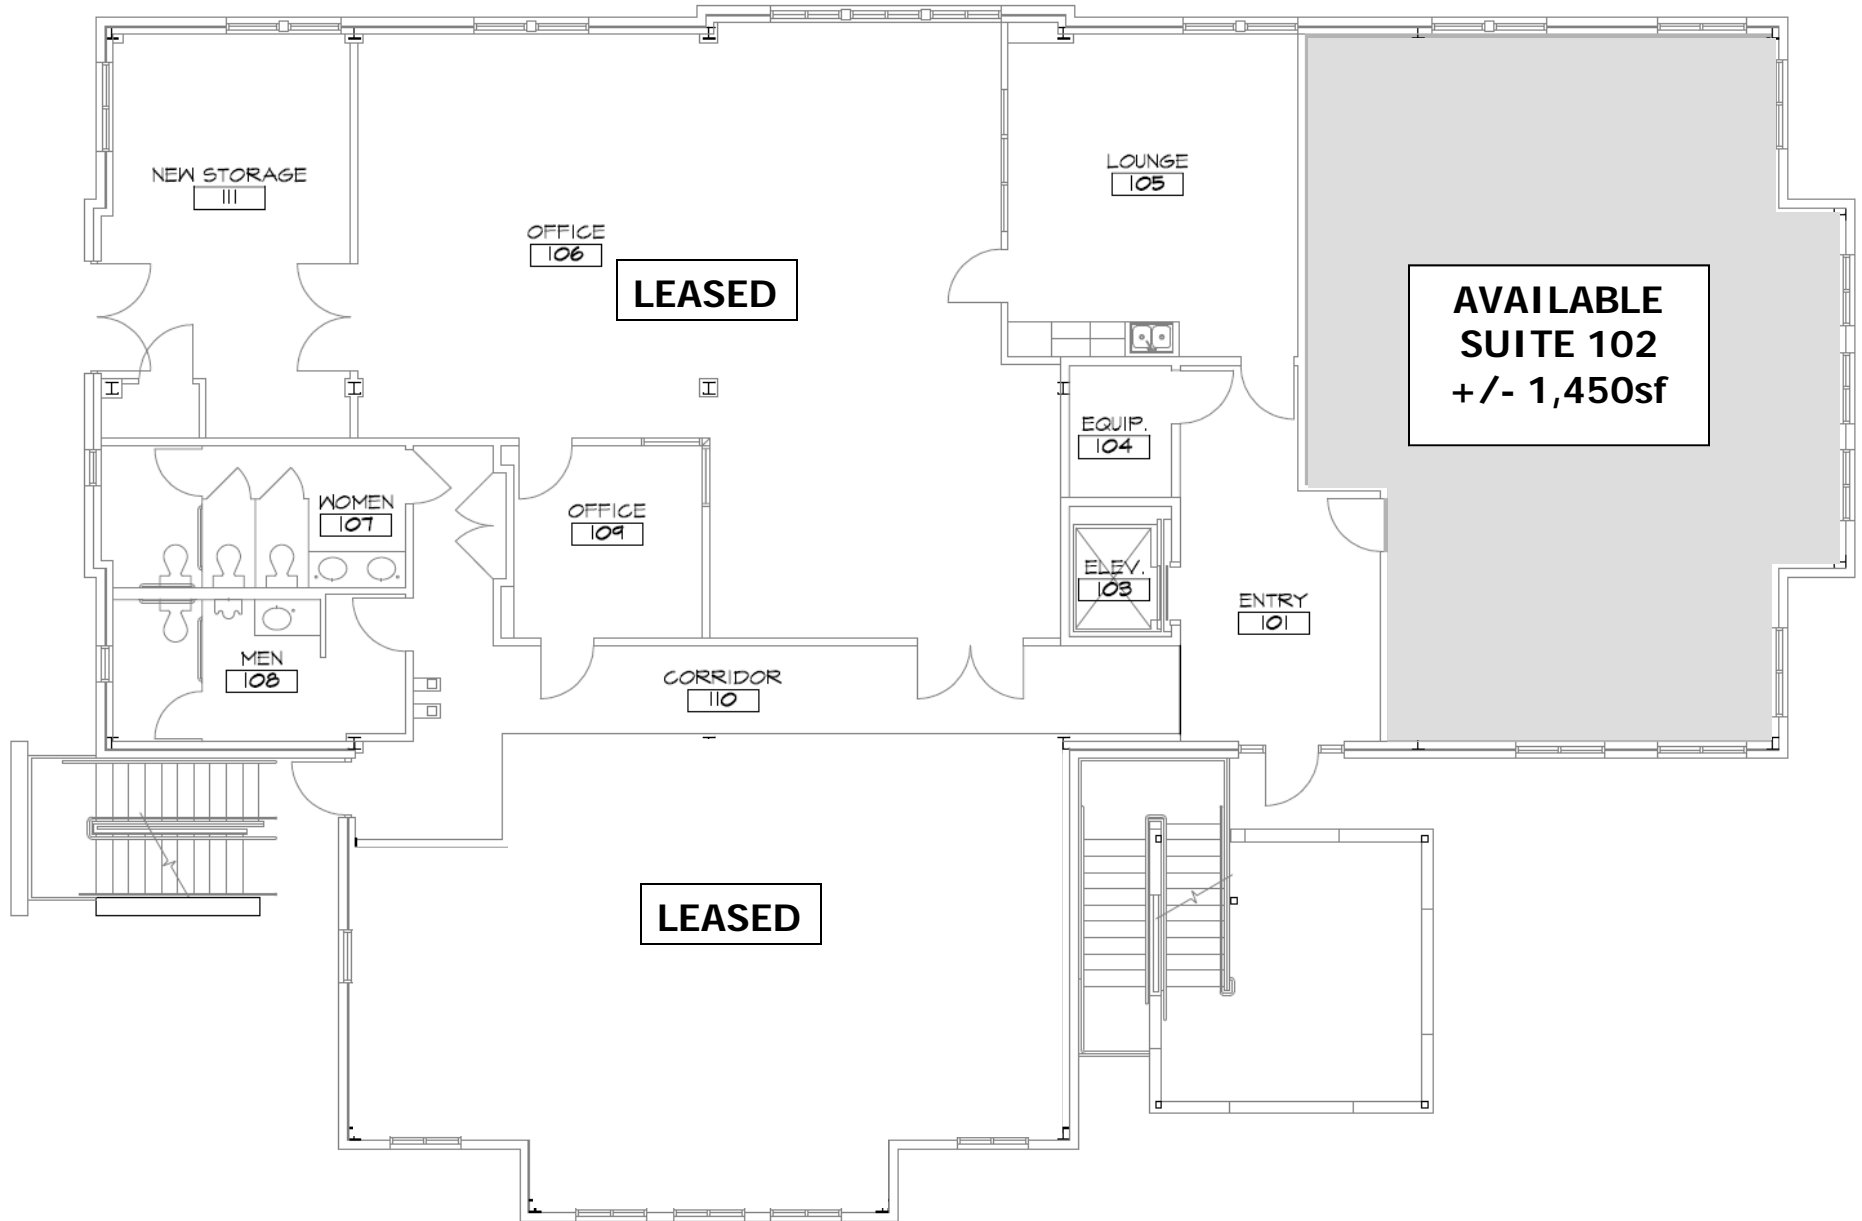 NEW STORAGE
111
OFFICE
106
LEASED
LOUNGE
105
AVAILABLE
SUITE 102
+/- 1,450sf
EQUIP.
104
WOMEN
107
OFFICE
109
ELEV.
103
ENTRY
101
MEN
108
CORRIDOR
110
LEASED